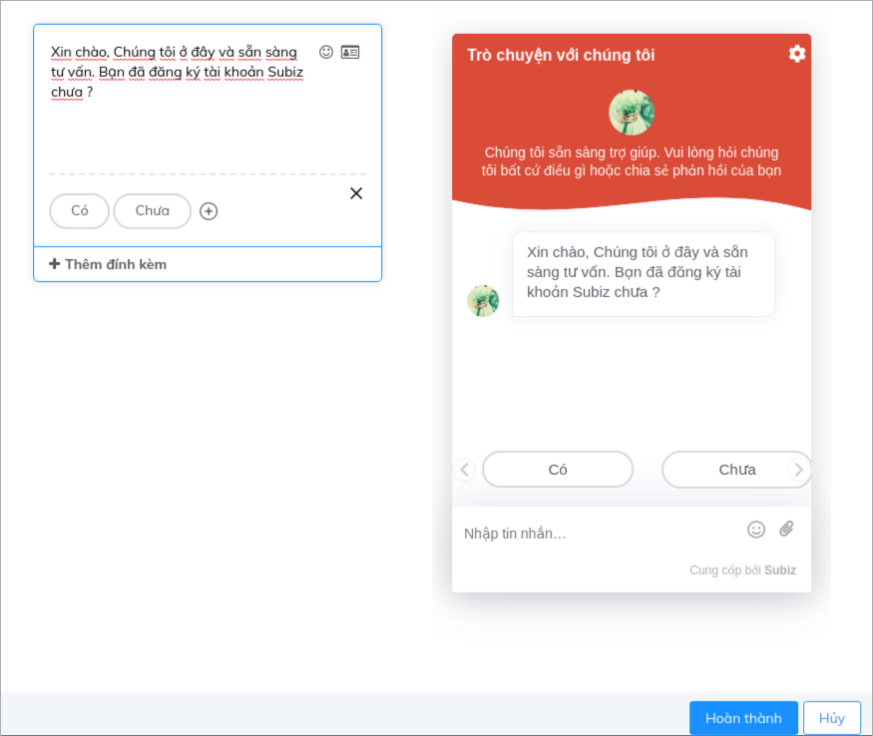 Xin chào, Chúng tôi ở đây và sẵn sàng
tư vấn. Bạn đã đăng ký tài khoản Subiz
chưa ?
Có
Chưa
Thêm đính kèm
Trò chuyện với chúng tôi
Chúng tôi sẵn sàng trợ giúp. Vui lòng hỏi chúng
tôi bất cứ điều gì hoặc chia sẻ phản hồi của bạn
Xin chào, Chúng tôi ở đây và sẵn
sàng tư vấn. Bạn đã đăng ký tài
khoản Subiz chưa ?
Có
Chưa
Nhập tin nhắn...
Cung cấp bởi Subiz
Hoàn thành
Hủy